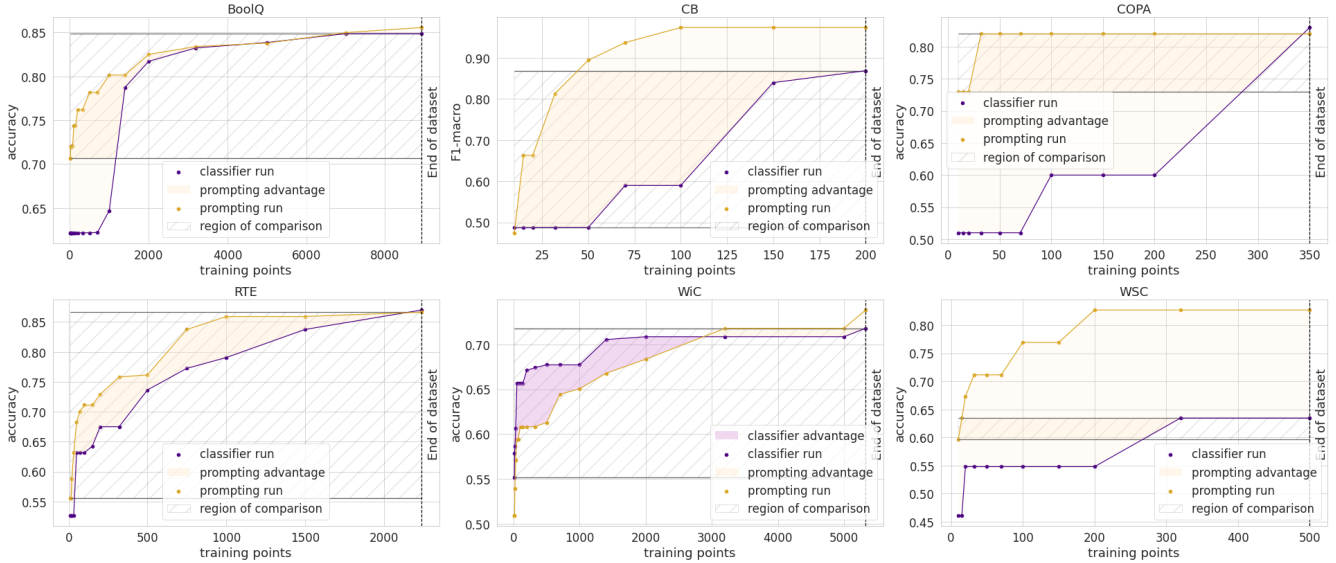 BoolQ
0.85
0.80
0.75
0.70
0.65
accuracy
0
2000
4000
6000
8000
training points
End of dataset
classifier run
prompting advantage
prompting run
region of comparison
CB
0.90
0.80
0.70
0.60
0.50
F1-macro
25
50
75
100
125
150
175
200
training points
End of dataset
classifier run
prompting advantage
prompting run
region of comparison
COPA
0.80
0.75
0.70
0.65
0.60
0.55
0.50
accuracy
0
50
100
150
200
250
300
350
training points
End of dataset
classifier run
prompting advantage
prompting run
region of comparison
RTE
0.85
0.80
0.75
0.70
0.65
0.60
0.55
accuracy
0
500
1000
1500
2000
training points
End of dataset
classifier run
prompting advantage
prompting run
region of comparison
WiC
0.70
0.65
0.60
0.55
0.50
accuracy
0
1000
2000
3000
4000
5000
training points
End of dataset
classifier advantage
classifier run
prompting advantage
prompting run
region of comparison
WSC
0.80
0.75
0.70
0.65
0.60
0.55
0.50
0.45
accuracy
0
100
200
300
400
500
training points
End of dataset
classifier run
prompting advantage
prompting run
region of comparison